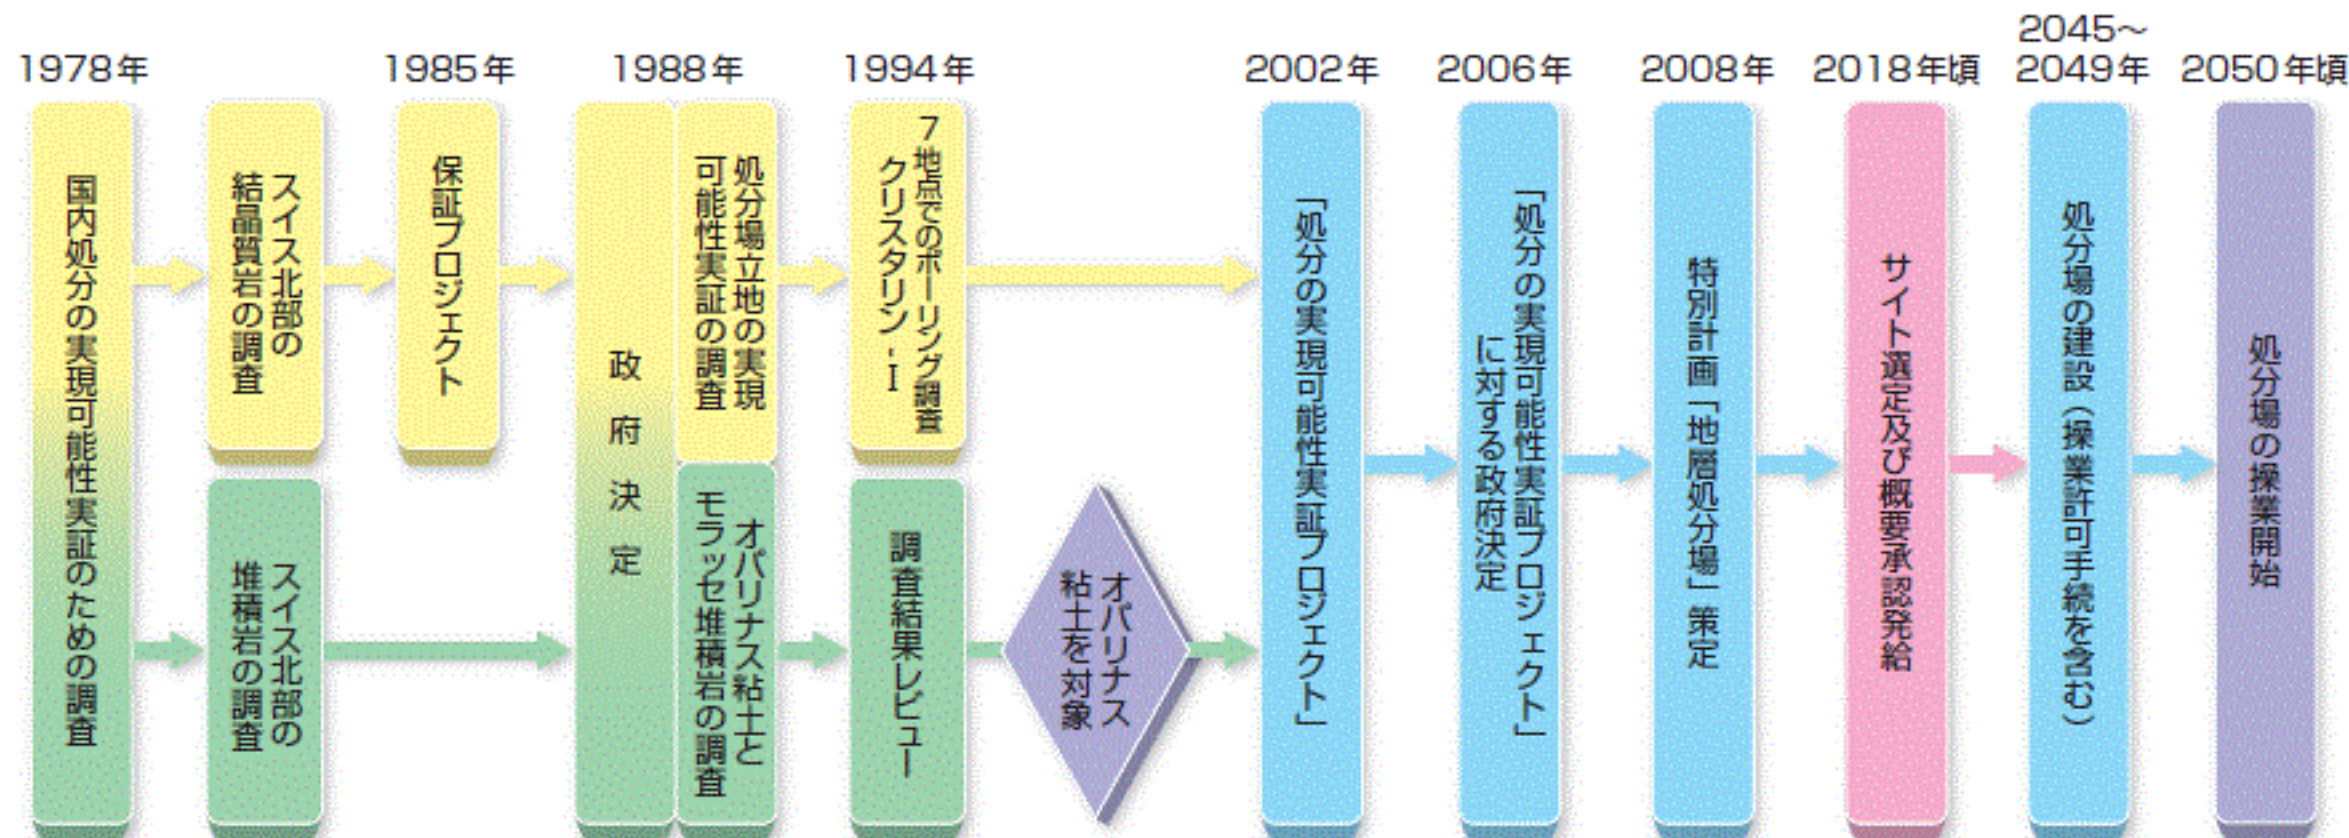 1978年
1985年
1988年
1994年
2002年
2006年
2008年
2018年頃
2045～
2049年
2050年頃
国内処分の実現可能性実証のための調査
スイス北部の
結晶質岩の調査
スイス北部の
堆積岩の調査
保証プロジェクト
政府決定
処分場立地の実現
可能性実証の調査
オパリナス粘土と
モラッセ堆積岩の調査
7地点でのボーリング調査
クリスタリン-I
調査結果レビュー
オパリナス
粘土を対象
「処分の実現可能性実証プロジェクト」
「処分の実現可能性実証プロジェクト」
に対する政府決定
特別計画「地層処分場」策定
サイト選定及び概要承認発給
処分場の建設（操業許可手続を含む）
処分場の操業開始